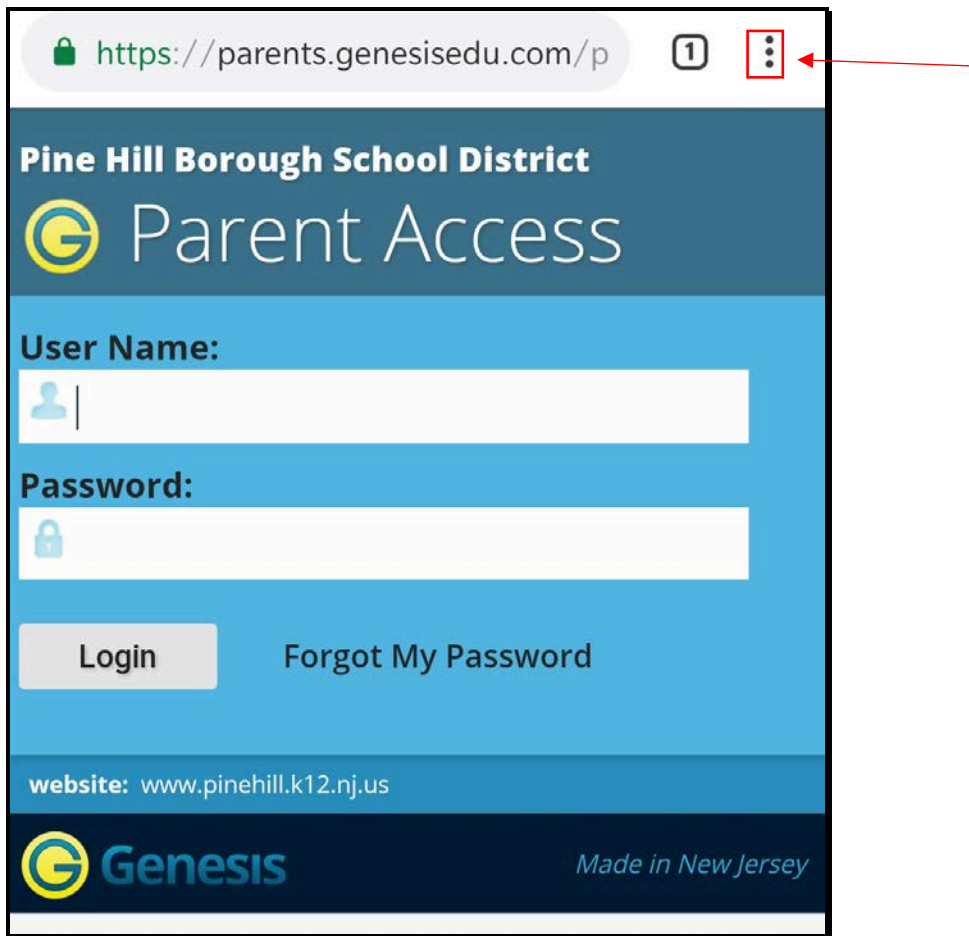 https://parents.genesisedu.com/p 1
Pine Hill Borough School District
G Parent Access
User Name:
Password:
Login Forgot My Password
website: www.pinehill.k12.nj.us
G Genesis Made in New Jersey